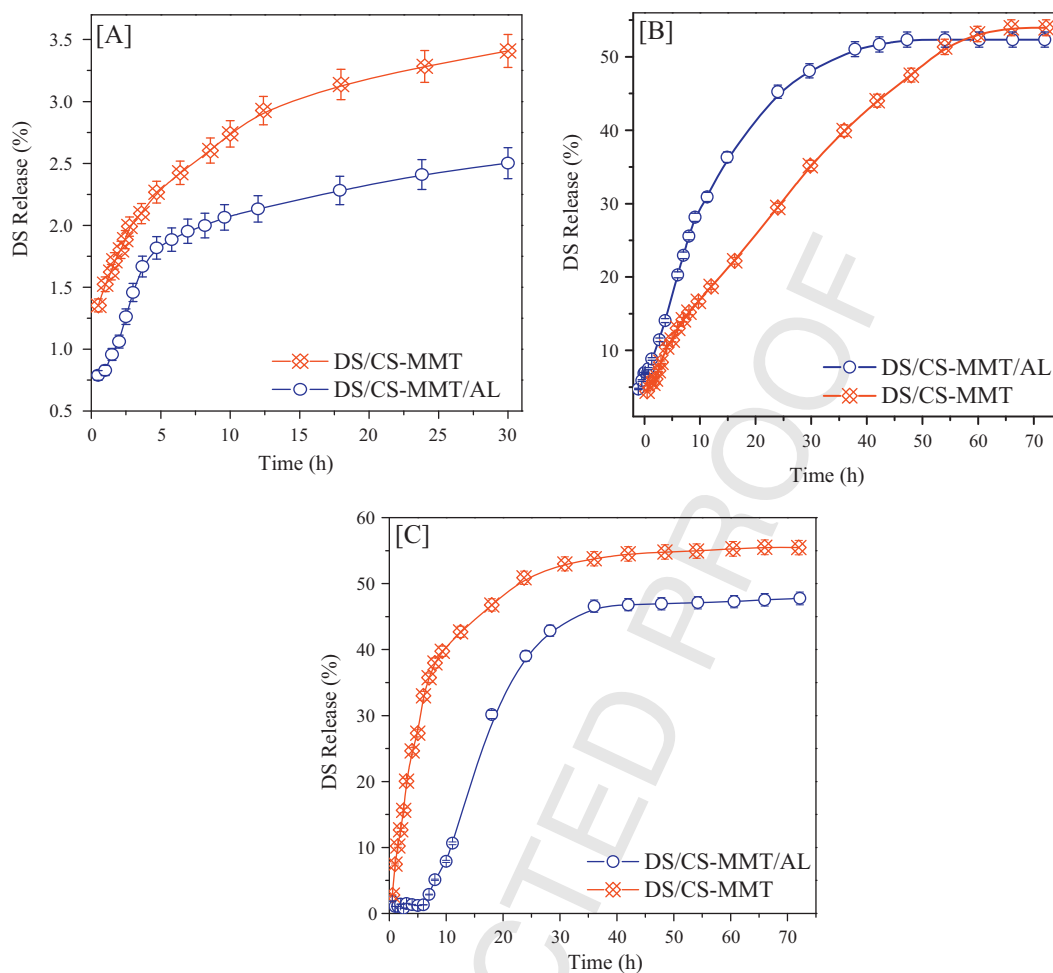 [A]
3.5
3.0
2.5
2.0
1.5
1.0
0.5
DS Release (%)
DS/CS-MMT
DS/CS-MMT/AL
0 5 10 15 20 25 30
Time (h)
[B]
50
40
30
20
10
DS Release (%)
DS/CS-MMT/AL
DS/CS-MMT
0 10 20 30 40 50 60 70
Time (h)
[C]
60
50
40
30
20
10
0
DS Release (%)
DS/CS-MMT/AL
DS/CS-MMT
0 10 20 30 40 50 60 70
Time (h)
CTED PROOF